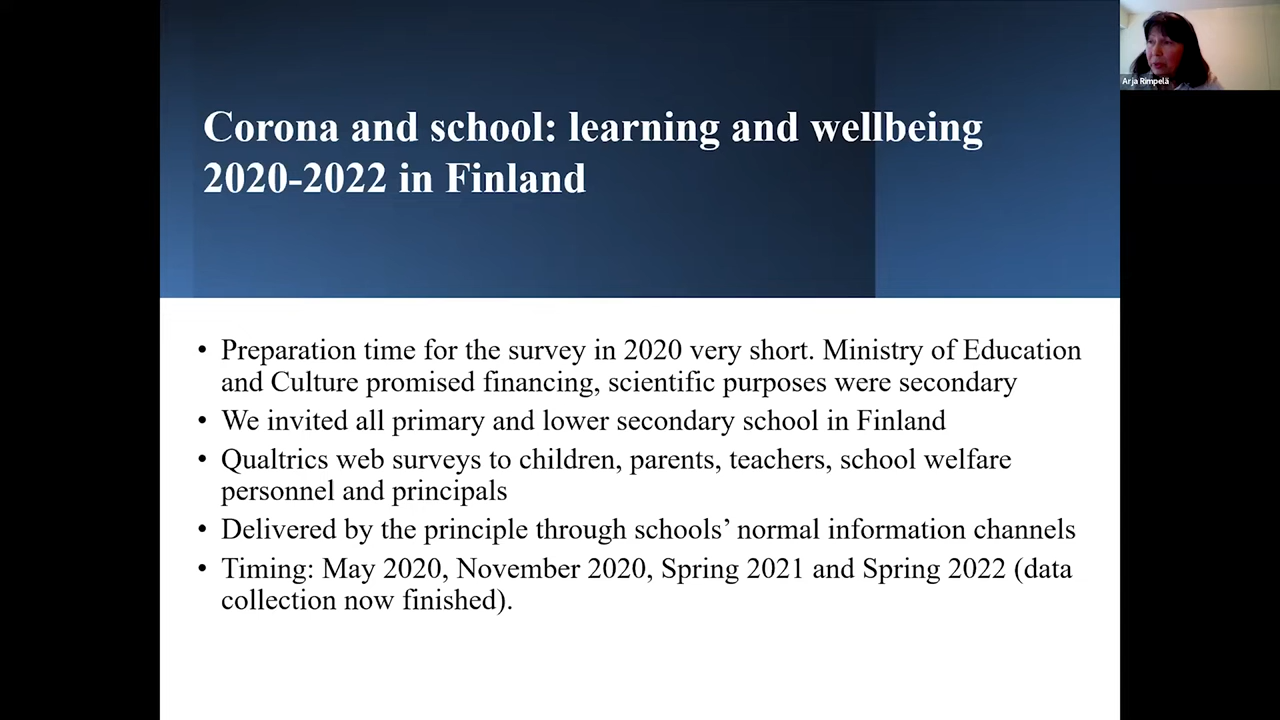 Corona and school: learning and wellbeing
2020-2022 in Finland
Arja Rimpelä
• Preparation time for the survey in 2020 very short. Ministry of Education
and Culture promised financing, scientific purposes were secondary
• We invited all primary and lower secondary school in Finland
• Qualtrics web surveys to children, parents, teachers, school welfare
personnel and principals
• Delivered by the principle through schools’ normal information channels
• Timing: May 2020, November 2020, Spring 2021 and Spring 2022 (data
collection now finished).